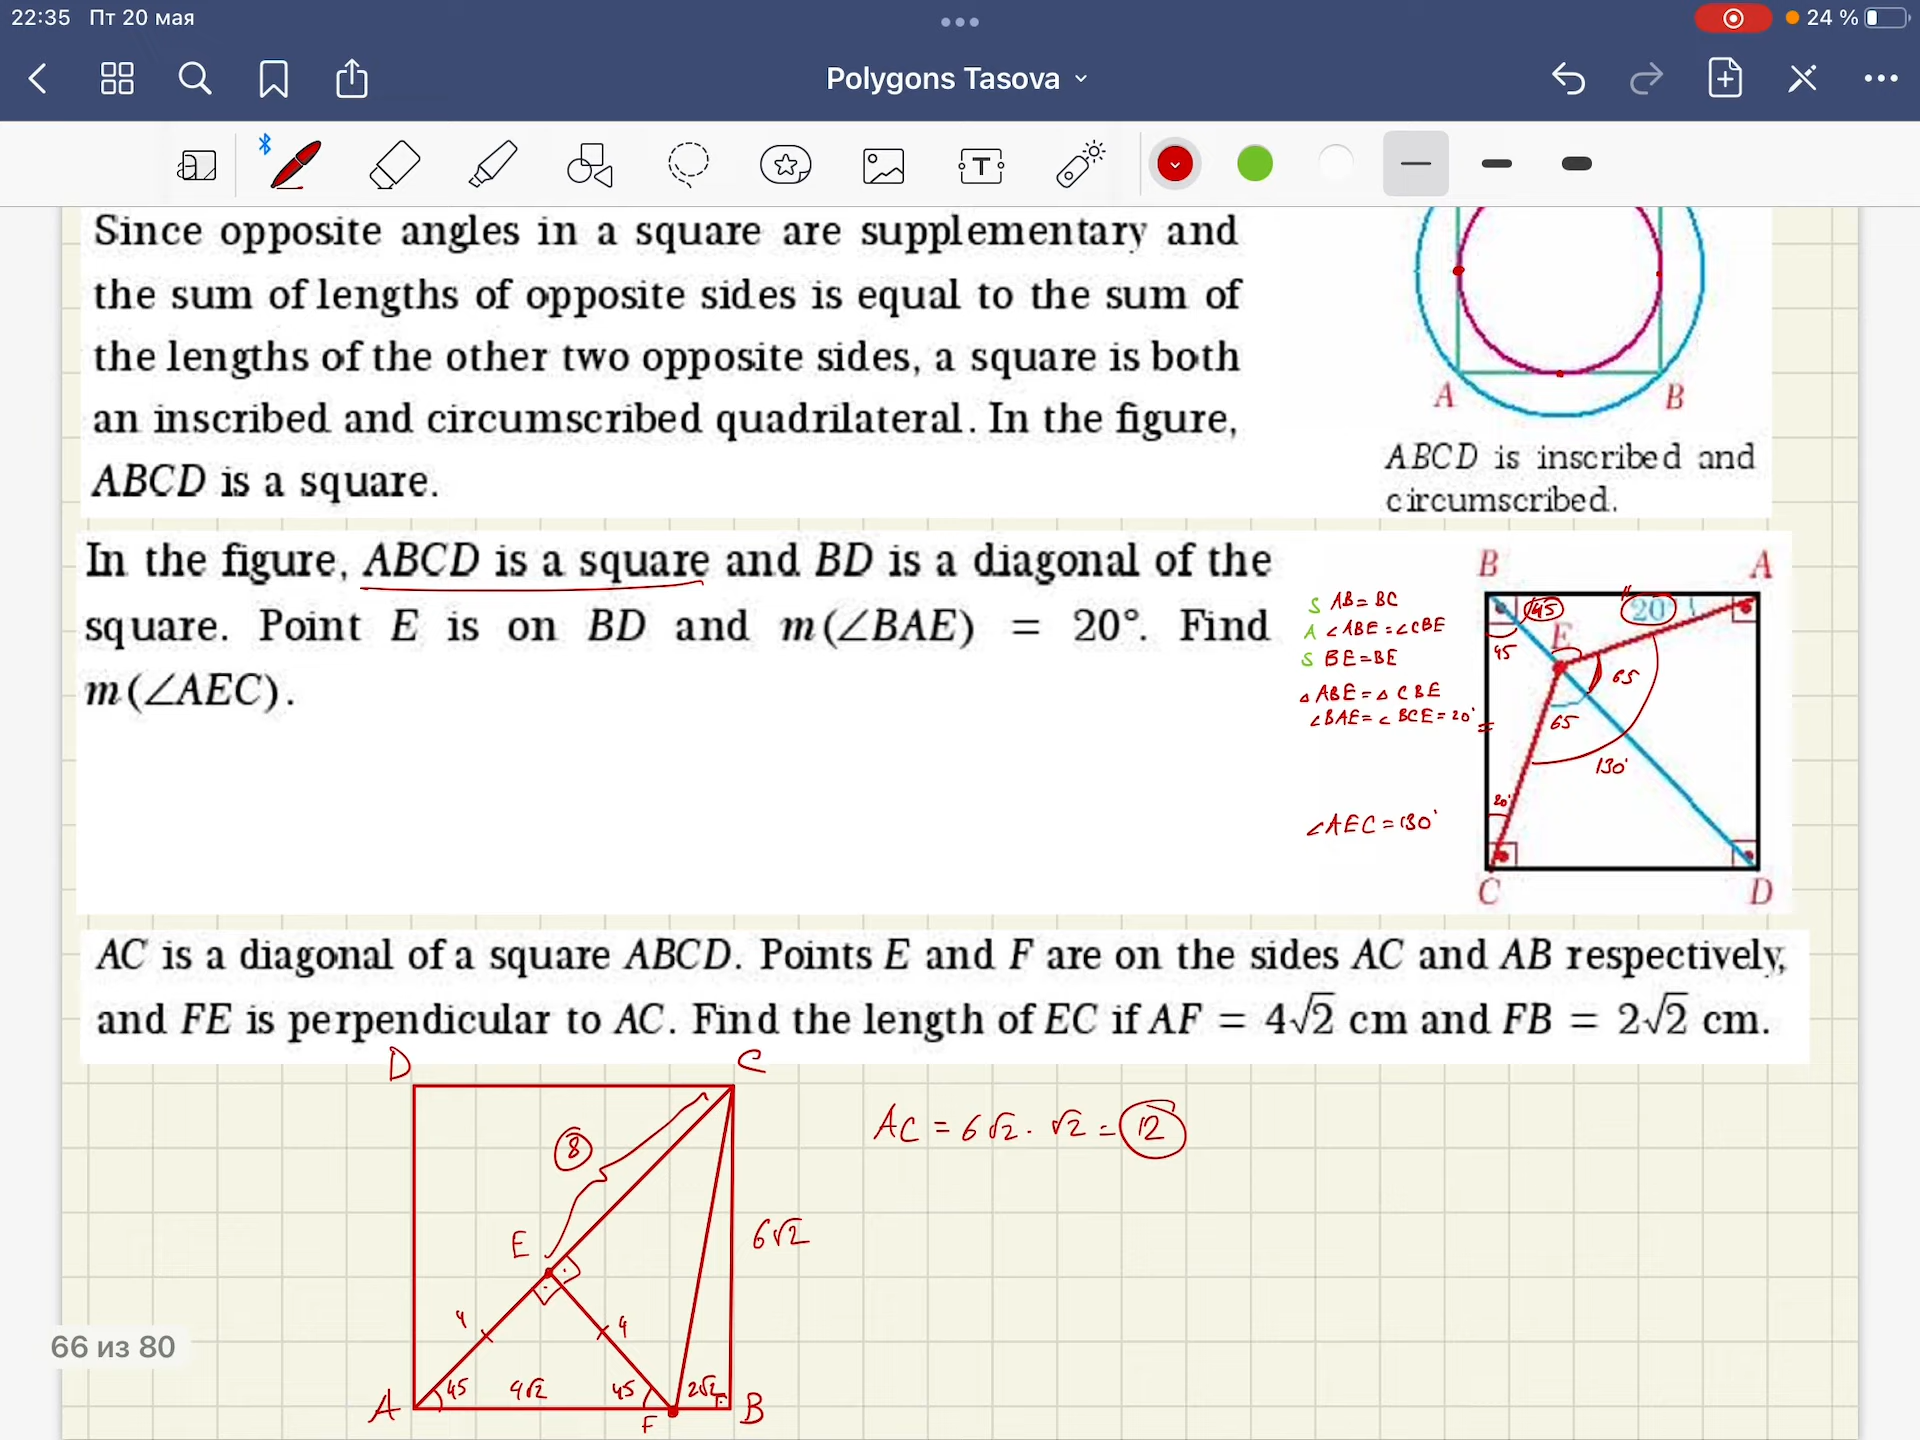 22:35 Пт 20 мая
24 %
Polygons Tasova
Since opposite angles in a square are supplementary and
the sum of lengths of opposite sides is equal to the sum of
the lengths of the other two opposite sides, a square is both
an inscribed and circumscribed quadrilateral. In the figure,
ABCD is a square.
A B
ABCD is inscribed and
circumscribed.
In the figure, ABCD is a square and BD is a diagonal of the
square. Point E is on BD and m(∠BAE) = 20°. Find
m(∠AEC).
S AB=BC
A ∠ABE=∠CBE
S BE=BE
△ABE=△CBE
∠BAE=∠BCE=20°
∠AEC=130°
B A
45 20°
E
45
65
65
130°
20°
C D
AC is a diagonal of a square ABCD. Points E and F are on the sides AC and AB respectively,
and FE is perpendicular to AC. Find the length of EC if AF = 4√2 cm and FB = 2√2 cm.
D C
AC = 6√2 · √2 = 12
8
E
6√2
4 4
45 4√2 45 2√2
A F B
66 из 80